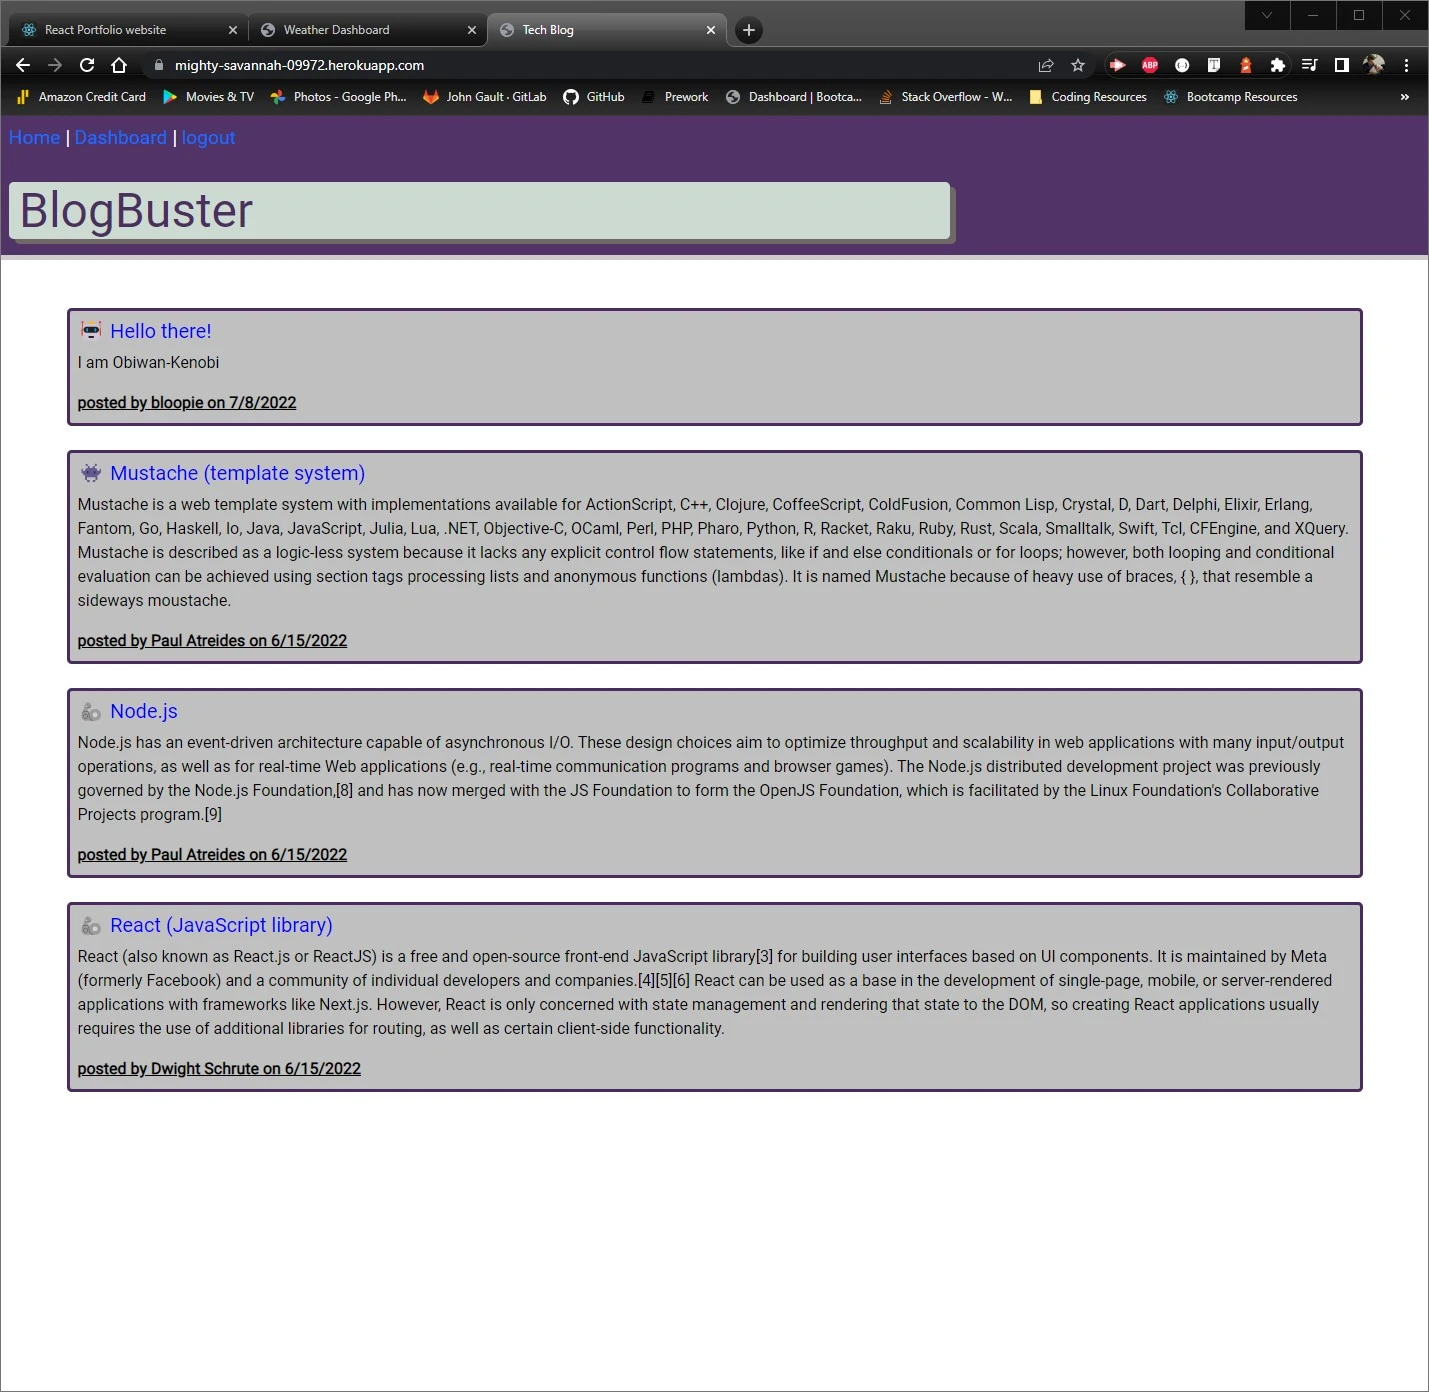 React Portfolio website
Weather Dashboard
Tech Blog
mighty-savannah-09972.herokuapp.com
ABP
Amazon Credit Card
Movies & TV
Photos - Google Ph...
John Gault · GitLab
GitHub
Prework
Dashboard | Bootca...
Stack Overflow - W...
Coding Resources
Bootcamp Resources
»
Home | Dashboard | logout
BlogBuster
Hello there!
I am Obiwan-Kenobi
posted by bloopie on 7/8/2022
Mustache (template system)
Mustache is a web template system with implementations available for ActionScript, C++, Clojure, CoffeeScript, ColdFusion, Common Lisp, Crystal, D, Dart, Delphi, Elixir, Erlang,
Fantom, Go, Haskell, Io, Java, JavaScript, Julia, Lua, .NET, Objective-C, OCaml, Perl, PHP, Pharo, Python, R, Racket, Raku, Ruby, Rust, Scala, Smalltalk, Swift, Tcl, CFEngine, and XQuery.
Mustache is described as a logic-less system because it lacks any explicit control flow statements, like if and else conditionals or for loops; however, both looping and conditional
evaluation can be achieved using section tags processing lists and anonymous functions (lambdas). It is named Mustache because of heavy use of braces, { }, that resemble a
sideways moustache.
posted by Paul Atreides on 6/15/2022
Node.js
Node.js has an event-driven architecture capable of asynchronous I/O. These design choices aim to optimize throughput and scalability in web applications with many input/output
operations, as well as for real-time Web applications (e.g., real-time communication programs and browser games). The Node.js distributed development project was previously
governed by the Node.js Foundation,[8] and has now merged with the JS Foundation to form the OpenJS Foundation, which is facilitated by the Linux Foundation's Collaborative
Projects program.[9]
posted by Paul Atreides on 6/15/2022
React (JavaScript library)
React (also known as React.js or ReactJS) is a free and open-source front-end JavaScript library[3] for building user interfaces based on UI components. It is maintained by Meta
(formerly Facebook) and a community of individual developers and companies.[4][5][6] React can be used as a base in the development of single-page, mobile, or server-rendered
applications with frameworks like Next.js. However, React is only concerned with state management and rendering that state to the DOM, so creating React applications usually
requires the use of additional libraries for routing, as well as certain client-side functionality.
posted by Dwight Schrute on 6/15/2022